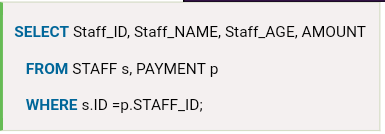 SELECT Staff_ID, Staff_NAME, Staff_AGE, AMOUNT
FROM STAFF s, PAYMENT p
WHERE s.ID =p.STAFF_ID;